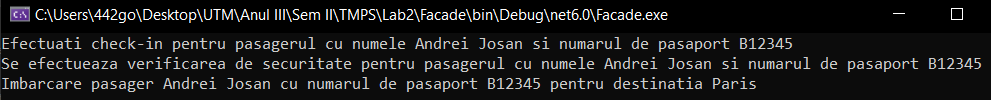 C:\Users\442go\Desktop\UTM\Anul III\Sem II\TMPS\Lab2\Facade\bin\Debug\net6.0\Facade.exe
Efectuati check-in pentru pasagerul cu numele Andrei Josan si numarul de pasaport B12345
Se efectueaza verificarea de securitate pentru pasagerul cu numele Andrei Josan si numarul de pasaport B12345
Imbarcare pasager Andrei Josan cu pasaport B12345 pentru destinatia Paris